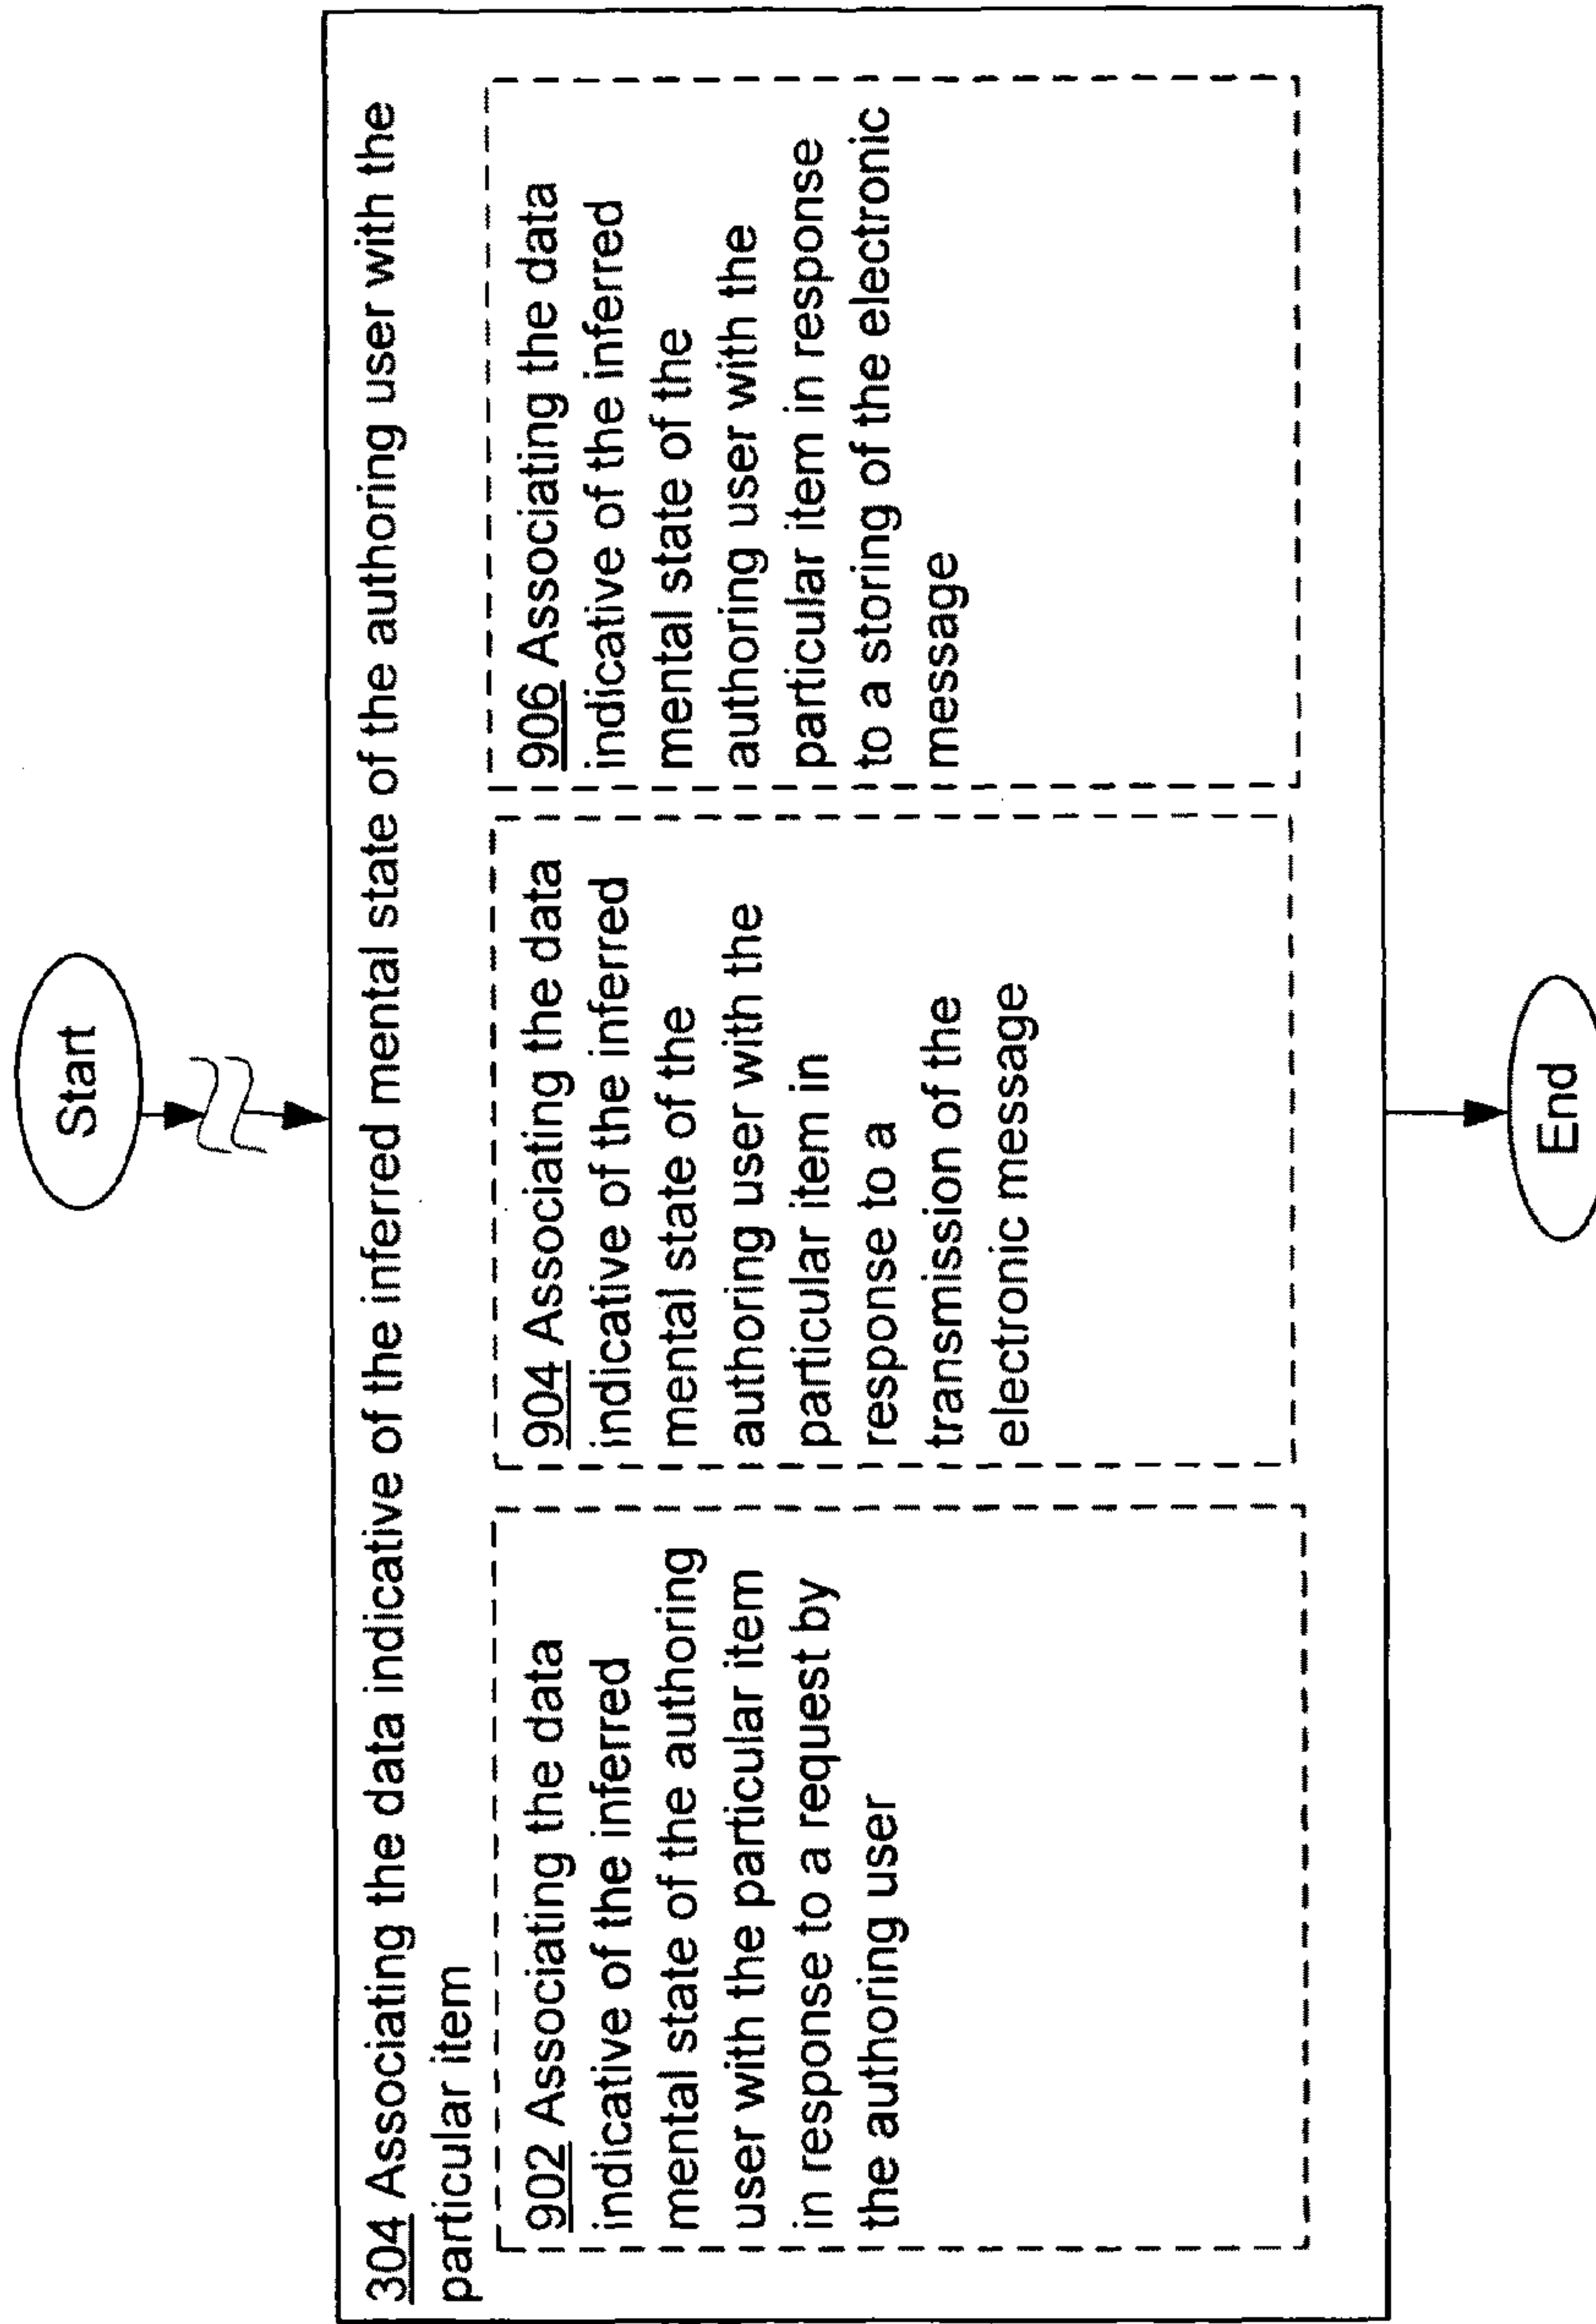 Start
304 Associating the data indicative of the inferred mental state of the authoring user with the
particular item
902 Associating the data
indicative of the inferred
mental state of the authoring
user with the particular item
in response to a request by
the authoring user
904 Associating the data
indicative of the inferred
mental state of the
authoring user with the
particular item in
response to a
transmission of the
electronic message
906 Associating the data
indicative of the inferred
mental state of the
authoring user with the
particular item in response
to a storing of the electronic
message
End